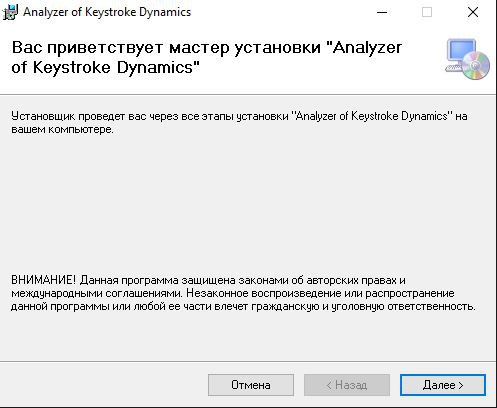 Analyzer of Keystroke Dynamics
Вас приветствует мастер установки "Analyzer
of Keystroke Dynamics"
Установщик проведет вас через все этапы установки "Analyzer of Keystroke Dynamics" на
вашем компьютере.
ВНИМАНИЕ! Данная программа защищена законами об авторских правах и
международными соглашениями. Незаконное воспроизведение или распространение
данной программы или любой ее части влечет гражданскую и уголовную ответственность.
Отмена
< Назад
Далее >